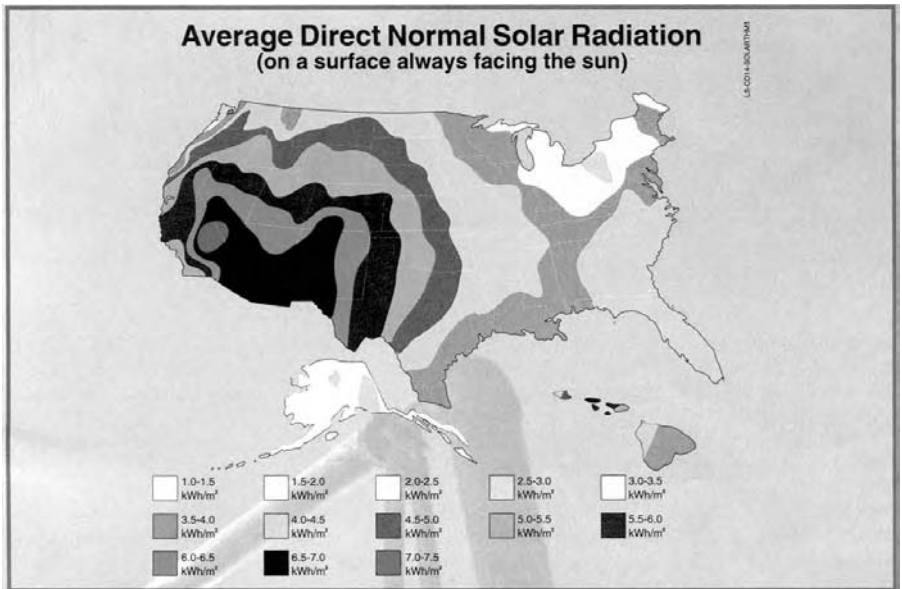 Average Direct Normal Solar Radiation
(on a surface always facing the sun)
LS-CD14-SOLARTHM5
1.0-1.5
kWh/m²
1.5-2.0
kWh/m²
2.0-2.5
kWh/m²
2.5-3.0
kWh/m²
3.0-3.5
kWh/m²
3.5-4.0
kWh/m²
4.0-4.5
kWh/m²
4.5-5.0
kWh/m²
5.0-5.5
kWh/m²
5.5-6.0
kWh/m²
6.0-6.5
kWh/m²
6.5-7.0
kWh/m²
7.0-7.5
kWh/m²